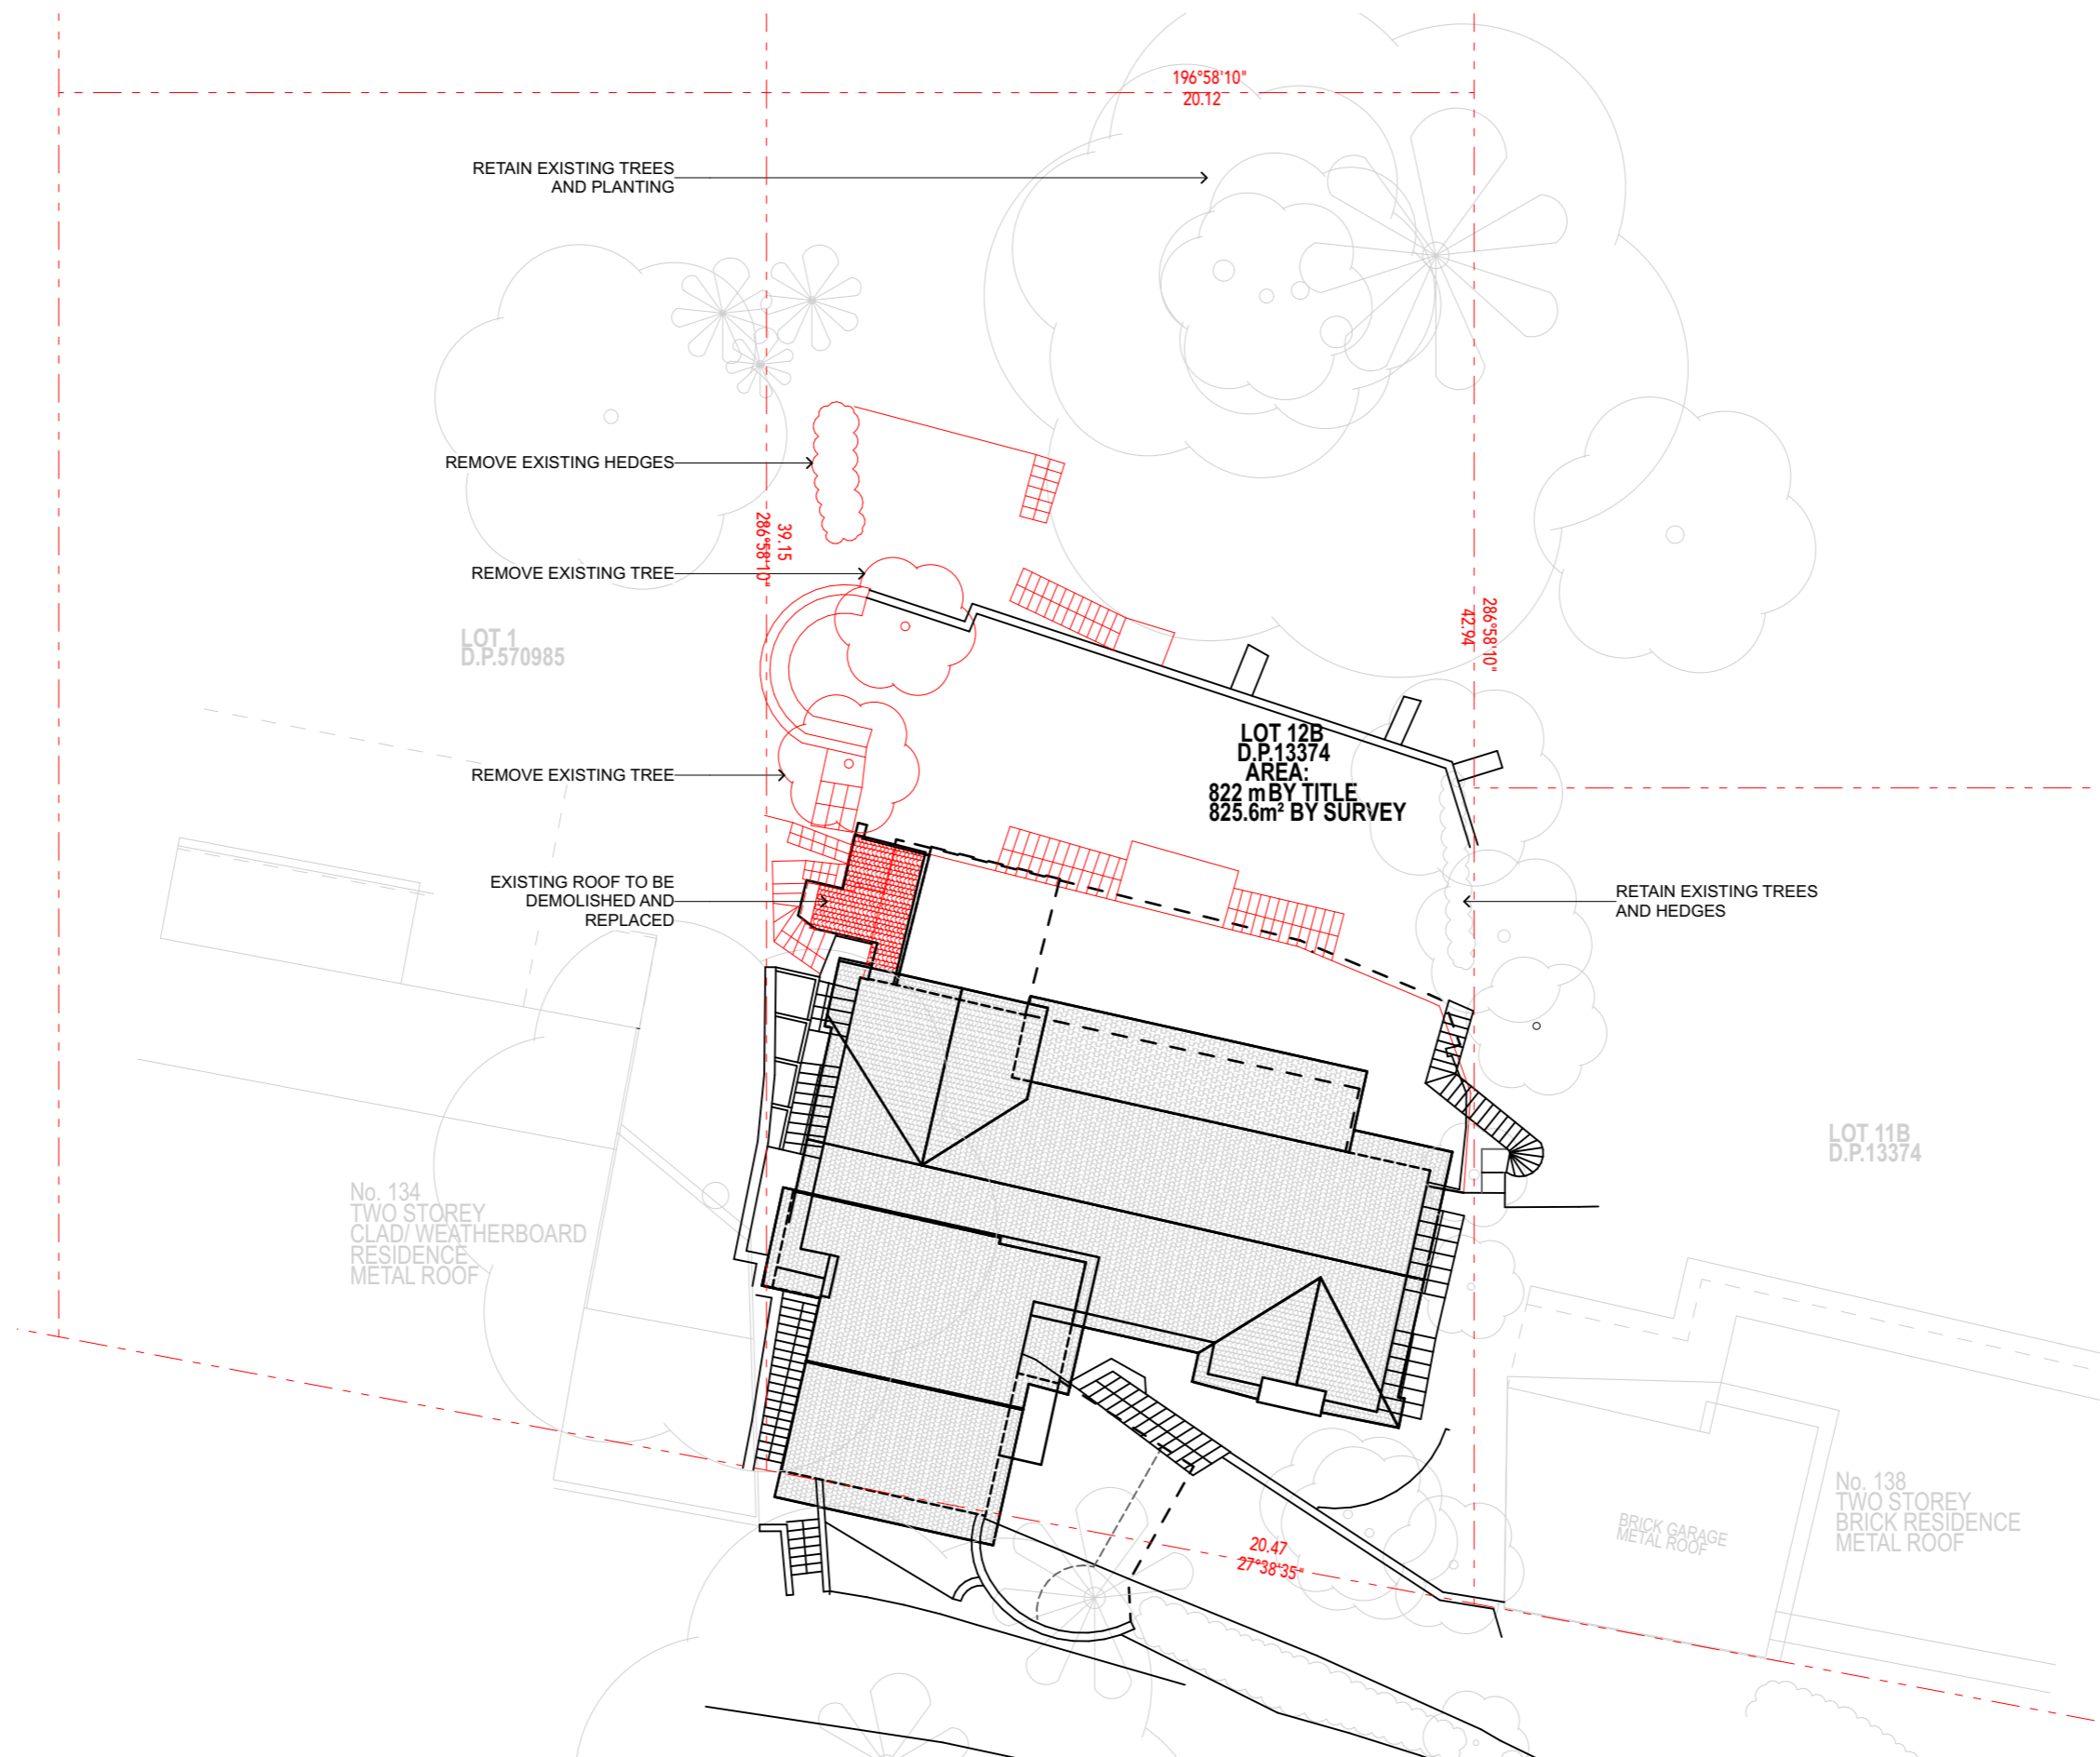 196°58'10"
20.12
RETAIN EXISTING TREES
AND PLANTING
REMOVE EXISTING HEDGES
39.15
286°58'10"
REMOVE EXISTING TREE
286°58'10"
42.94
LOT 1
D.P.570985
LOT 12B
D.P.13374
AREA:
822 m BY TITLE
825.6m² BY SURVEY
REMOVE EXISTING TREE
EXISTING ROOF TO BE
DEMOLISHED AND
REPLACED
RETAIN EXISTING TREES
AND HEDGES
LOT 11B
D.P.13374
No. 134
TWO STOREY
CLAD/ WEATHERBOARD
RESIDENCE
METAL ROOF
No. 138
TWO STOREY
BRICK RESIDENCE
METAL ROOF
BRICK GARAGE
METAL ROOF
20.47
27°38'35"